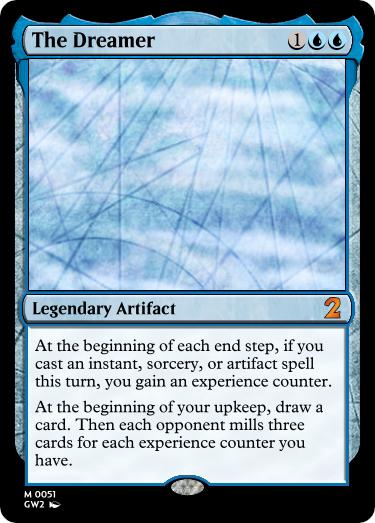 The Dreamer 1
Legendary Artifact 2
At the beginning of each end step, if you
cast an instant, sorcery, or artifact spell
this turn, you gain an experience counter.
At the beginning of your upkeep, draw a
card. Then each opponent mills three
cards for each experience counter you
have.
M 0051
GW2